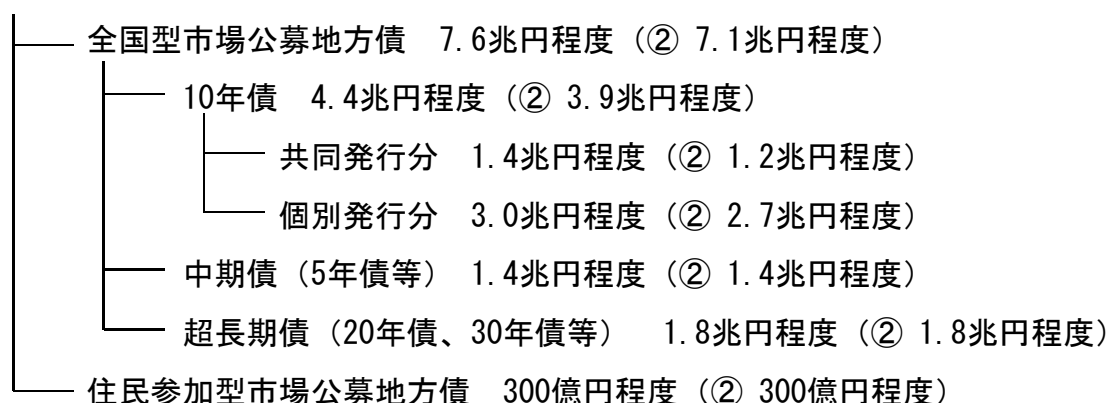 全国型市場公募地方債 7.6兆円程度（② 7.1兆円程度）
10年債 4.4兆円程度（② 3.9兆円程度）
共同発行分 1.4兆円程度（② 1.2兆円程度）
個別発行分 3.0兆円程度（② 2.7兆円程度）
中期債（5年債等） 1.4兆円程度（② 1.4兆円程度）
超長期債（20年債、30年債等） 1.8兆円程度（② 1.8兆円程度）
住民参加型市場公募地方債 300億円程度（② 300億円程度）